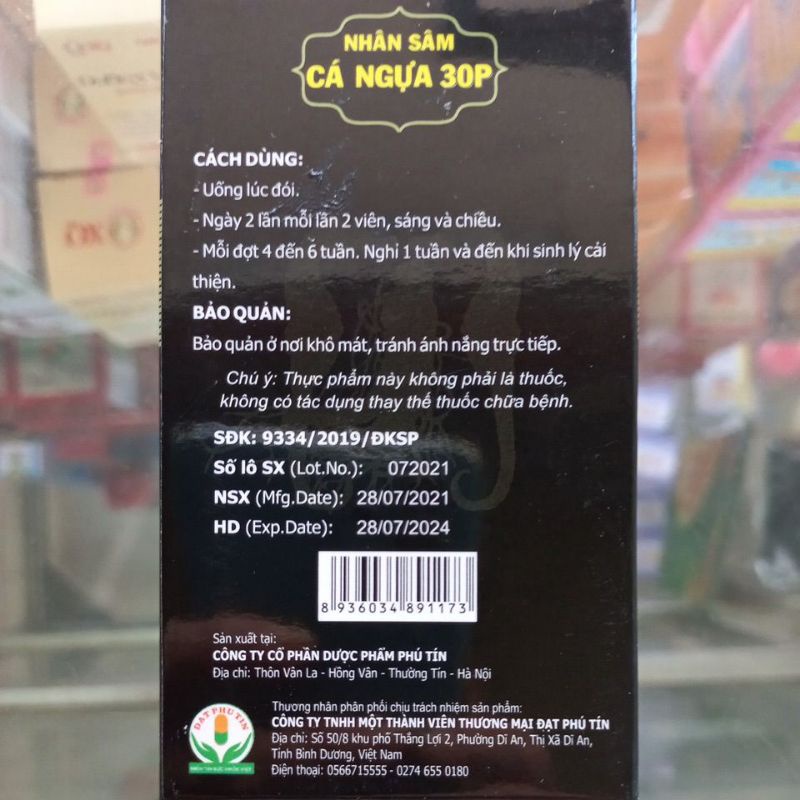 NHÂN SÂM
CÁ NGỰA 30P
CÁCH DÙNG:
- Uống lúc đói.
- Ngày 2 lần mỗi lần 2 viên, sáng và chiều.
- Mỗi đợt 4 đến 6 tuần. Nghỉ 1 tuần và đến khi sinh lý cải
thiện.
BẢO QUẢN:
Bảo quản ở nơi khô mát, tránh ánh nắng trực tiếp.
Chú ý: Thực phẩm này không phải là thuốc,
không có tác dụng thay thế thuốc chữa bệnh.
SĐK: 9334/2019/ĐKSP
Số lô SX (Lot.No.): 072021
NSX (Mfg.Date): 28/07/2021
HD (Exp.Date): 28/07/2024
8 936034 891173
Sản xuất tại:
CÔNG TY CỔ PHẦN DƯỢC PHẨM PHÚ TÍN
Địa chỉ: Thôn Vân La - Hồng Vân - Thường Tín - Hà Nội
ĐẠT PHÚ TÍN
Thương nhân phân phối chịu trách nhiệm sản phẩm:
CÔNG TY TNHH MỘT THÀNH VIÊN THƯƠNG MẠI ĐẠT PHÚ TÍN
Địa chỉ: Số 50/8 khu phố Thắng Lợi 2, Phường Dĩ An, Thị Xã Dĩ An,
Tỉnh Bình Dương, Việt Nam
Điện thoại: 0566715555 - 0274 655 0180